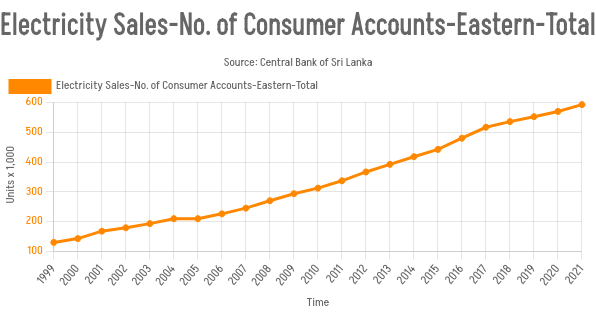 Electricity Sales-No. of Consumer Accounts-Eastern-Total
Source: Central Bank of Sri Lanka
Electricity Sales-No. of Consumer Accounts-Eastern-Total
600
500
400
300
200
100
Units x 1,000
1999 2000 2001 2002 2003 2004 2005 2006 2007 2008 2009 2010 2011 2012 2013 2014 2015 2016 2017 2018 2019 2020 2021
Time